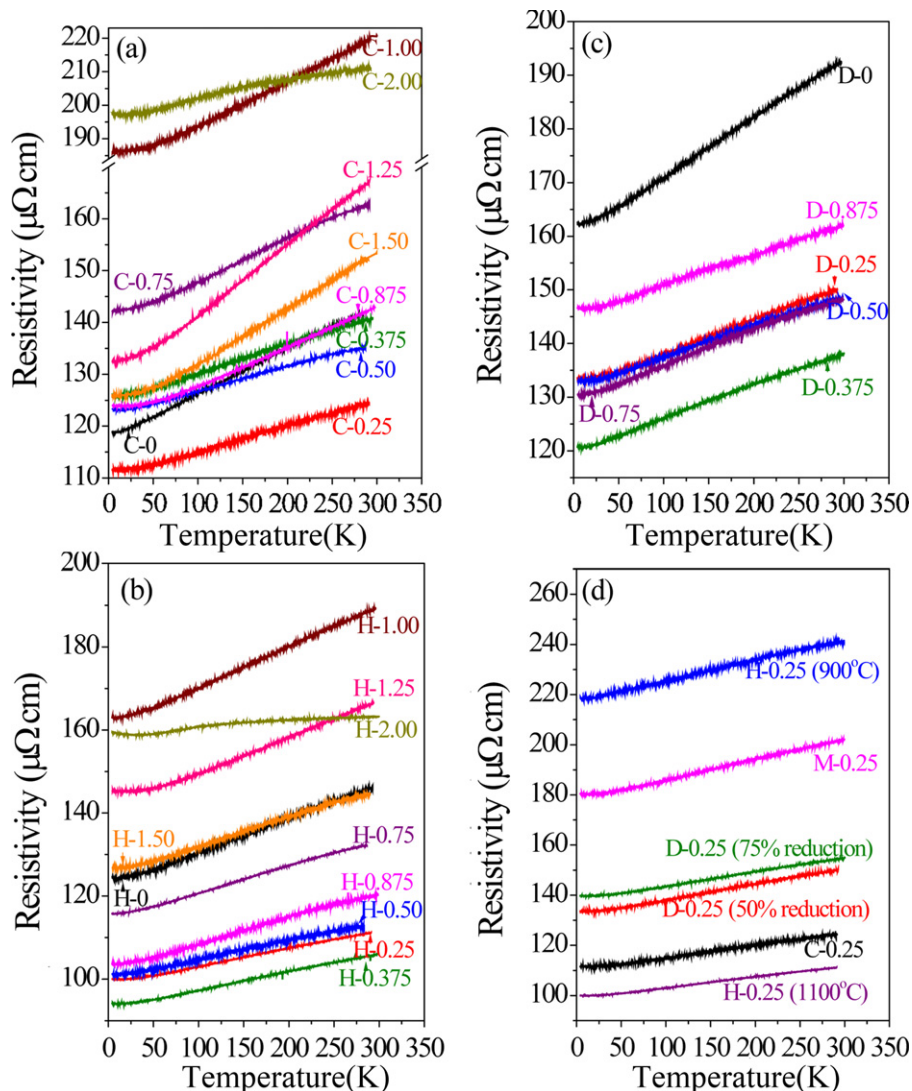 (a)
220
210
200
190
160
150
140
130
120
110
C-1.00
C-2.00
C-1.25
C-1.50
C-0.75
C-0.875
C-0.375
C-0.50
C-0
C-0.25
Resistivity (μΩcm)
0 50 100 150 200 250 300 350
Temperature(K)
(c)
200
190
180
170
160
150
140
130
120
D-0
D-0.875
D-0.25
D-0.50
D-0.75
D-0.375
Resistivity (μΩcm)
0 50 100 150 200 250 300 350
Temperature(K)
(b)
200
180
160
140
120
100
H-1.00
H-1.25
H-2.00
H-1.50
H-0
H-0.75
H-0.875
H-0.50
H-0.25
H-0.375
Resistivity (μΩcm)
0 50 100 150 200 250 300 350
Temperature(K)
(d)
260
240
220
200
180
160
140
120
100
H-0.25 (900°C)
M-0.25
D-0.25 (75% reduction)
D-0.25 (50% reduction)
C-0.25
H-0.25 (1100°C)
Resistivity (μΩcm)
0 50 100 150 200 250 300 350
Temperature(K)